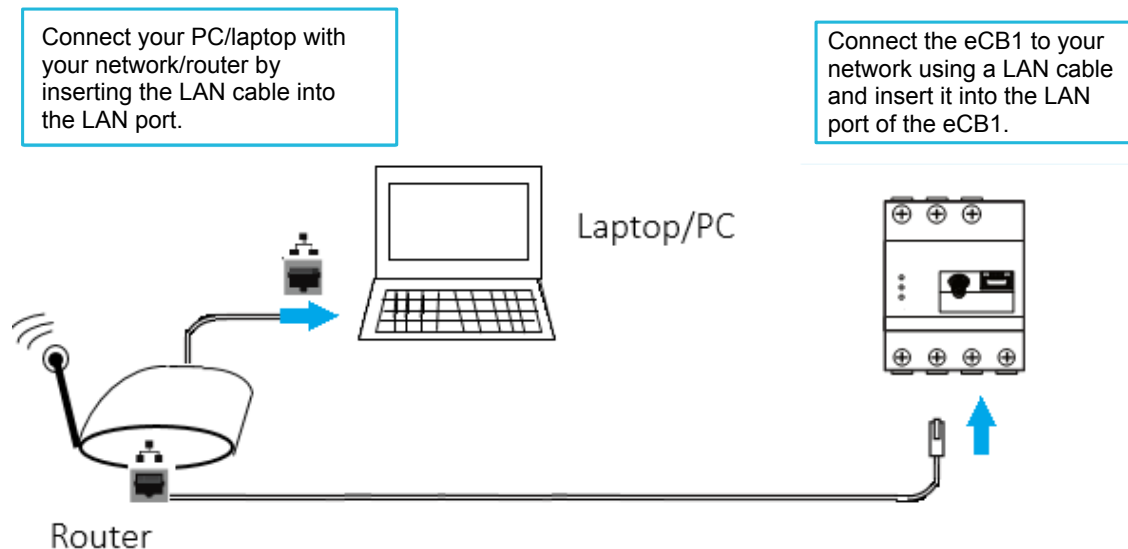 Connect your PC/laptop with
your network/router by
inserting the LAN cable into
the LAN port.
Connect the eCB1 to your
network using a LAN cable
and insert it into the LAN
port of the eCB1.
Laptop/PC
Router